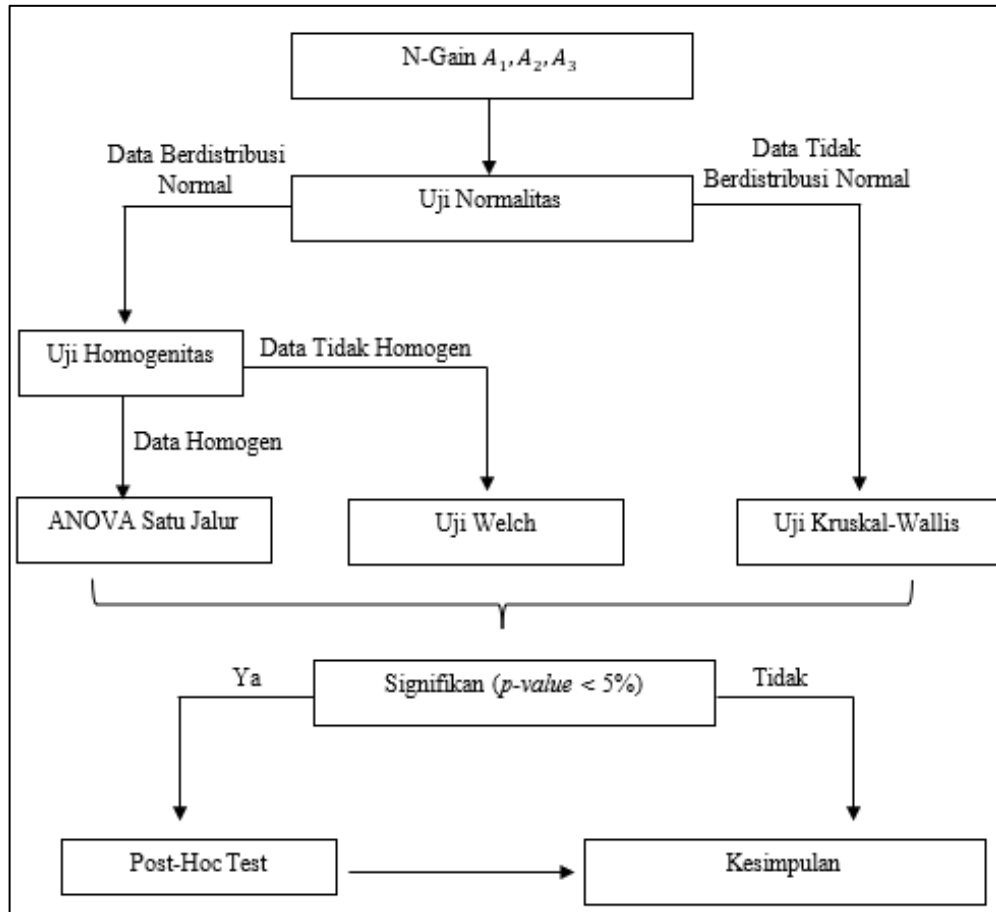 N-Gain A₁, A₂, A₃
Data Berdistribusi
Normal
Data Tidak
Berdistribusi Normal
Uji Normalitas
Uji Homogenitas
Data Tidak Homogen
Data Homogen
ANOVA Satu Jalur
Uji Welch
Uji Kruskal-Wallis
Ya
Signifikan (p-value < 5%)
Tidak
Post-Hoc Test
Kesimpulan